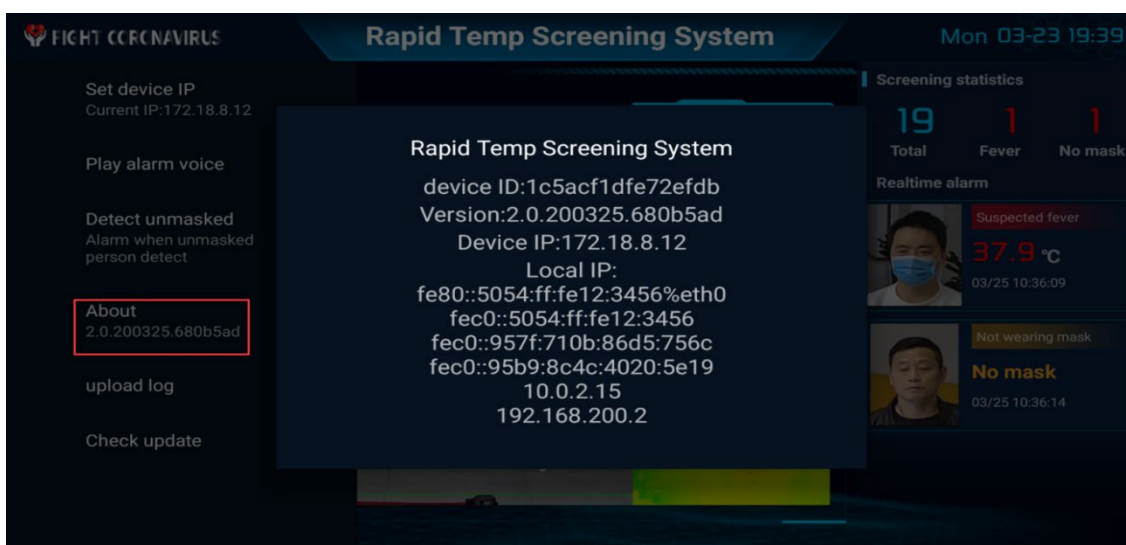 FIGHT CORONAVIRUS
Rapid Temp Screening System
Mon 03-23 19:39
Set device IP
Current IP:172.18.8.12
Play alarm voice
Detect unmasked
Alarm when unmasked
person detect
About
2.0.200325.680b5ad
upload log
Check update
Rapid Temp Screening System
device ID:1c5acf1dfe72efdb
Version:2.0.200325.680b5ad
Device IP:172.18.8.12
Local IP:
fe80::5054:ff:fe12:3456%eth0
fec0::5054:ff:fe12:3456
fec0::957f:710b:86d5:756c
fec0::95b9:8c4c:4020:5e19
10.0.2.15
192.168.200.2
Screening statistics
19 1 1
Total Fever No mask
Realtime alarm
Suspected fever
37.9 ℃
03/25 10:36:09
Not wearing mask
No mask
03/25 10:36:14